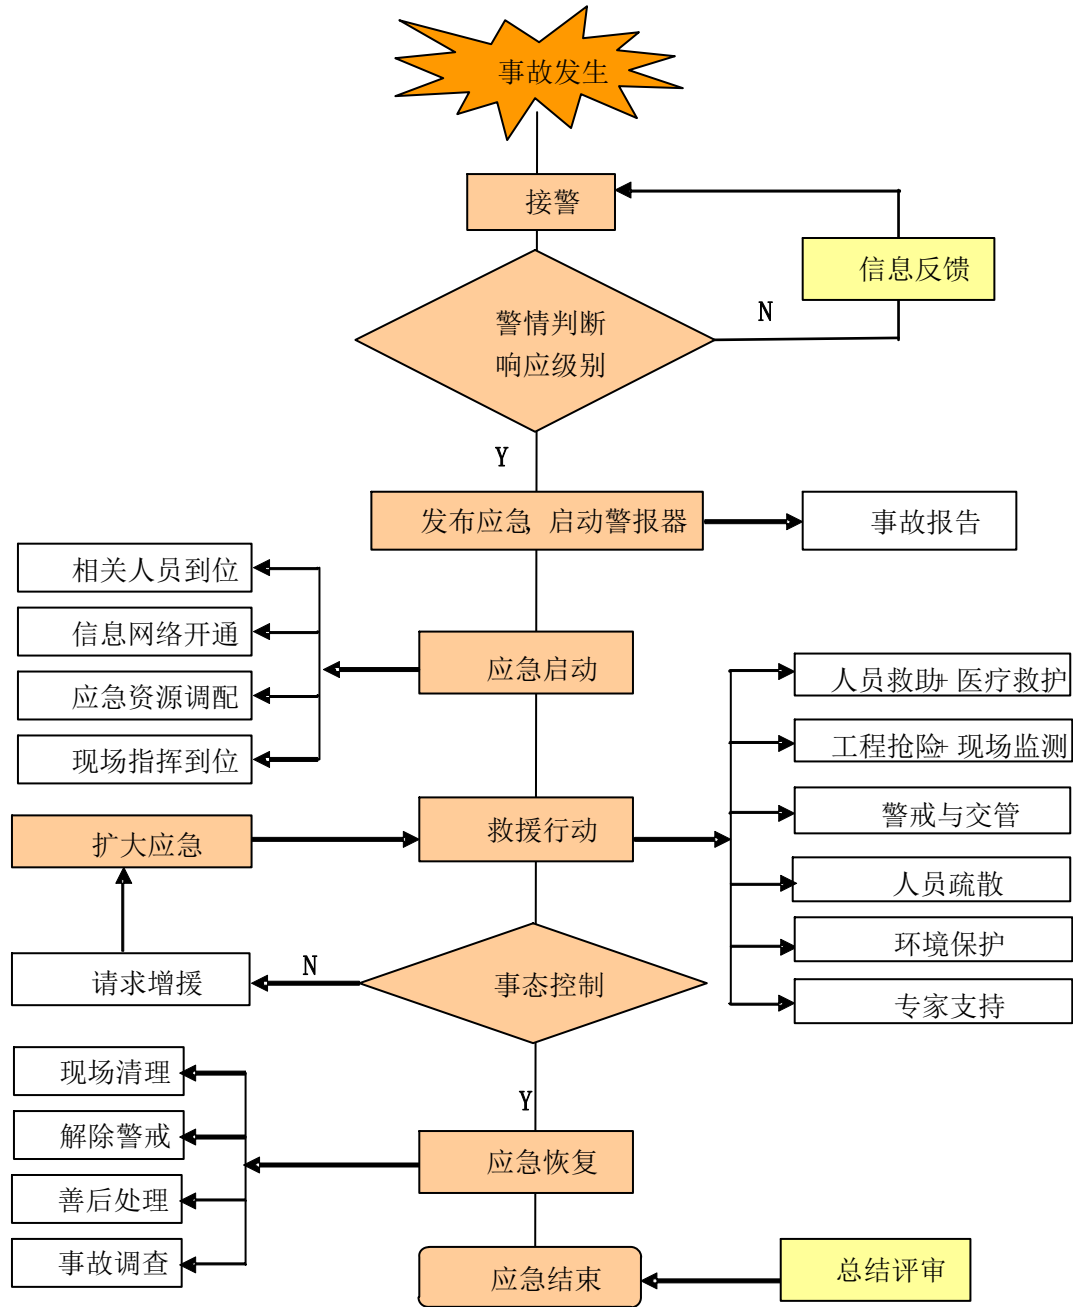 事故发生
接警
信息反馈
警情判断
响应级别
N
Y
发布应急,启动警报器
事故报告
相关人员到位
信息网络开通
应急资源调配
现场指挥到位
应急启动
人员救助+医疗救护
工程抢险+现场监测
警戒与交管
人员疏散
环境保护
专家支持
扩大应急
救援行动
请求增援
N
事态控制
Y
现场清理
解除警戒
善后处理
事故调查
应急恢复
应急结束
总结评审